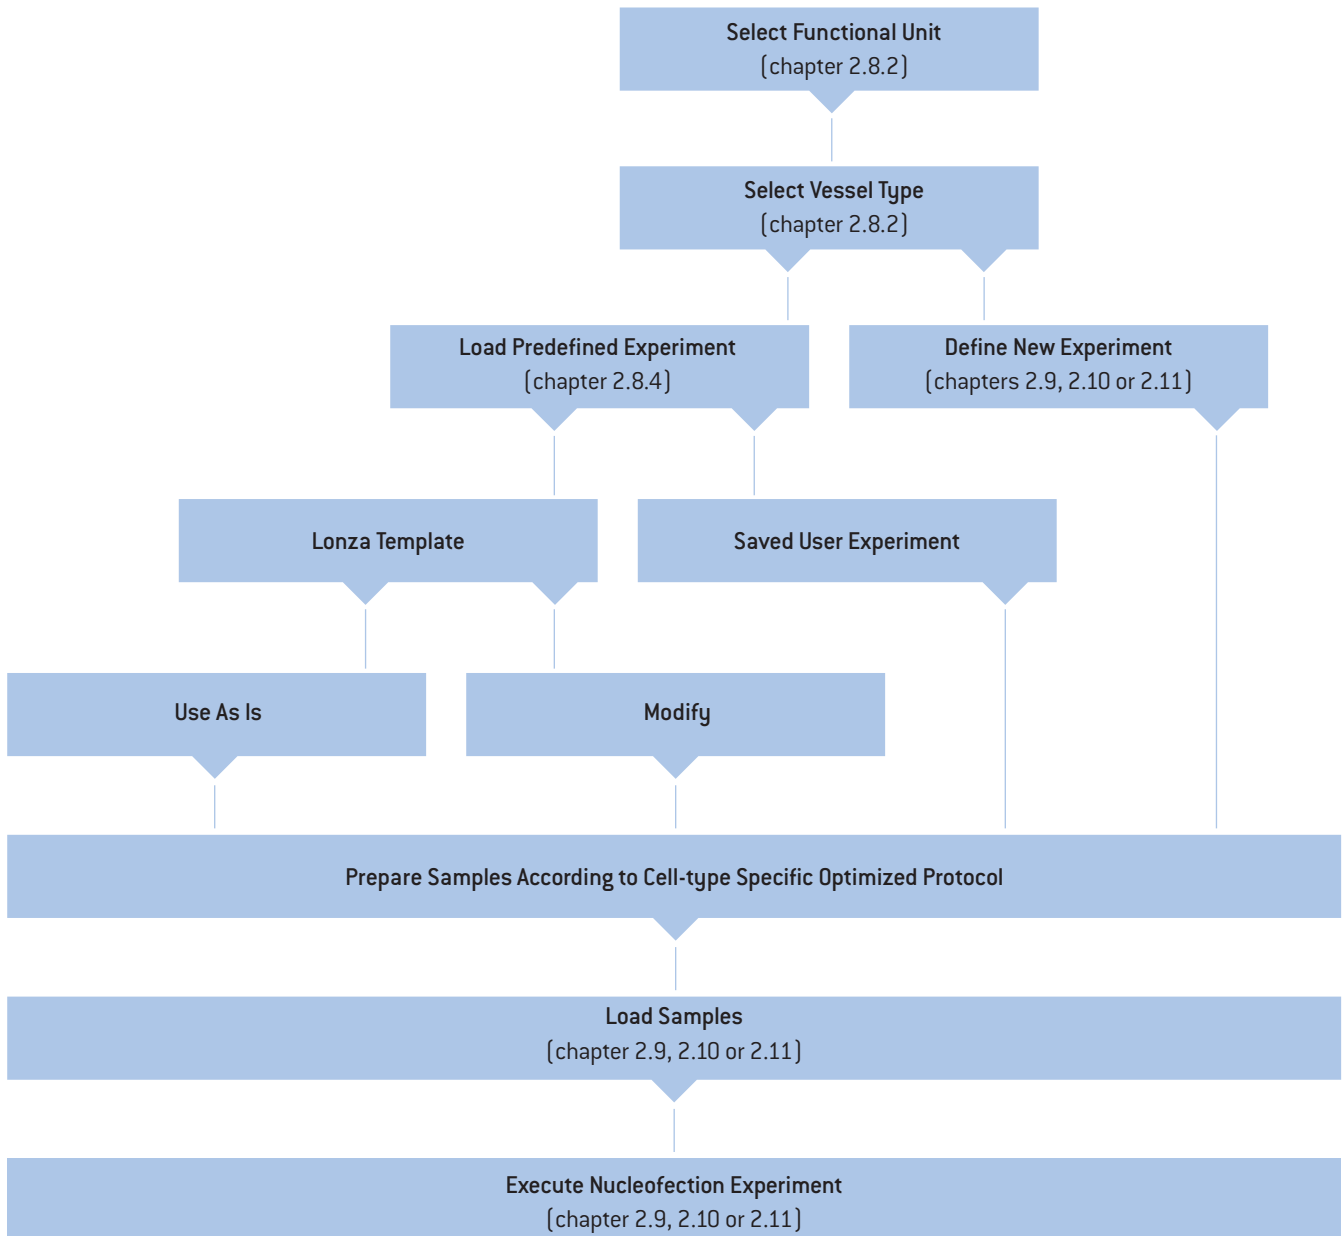 Select Functional Unit
(chapter 2.8.2)
Select Vessel Type
(chapter 2.8.2)
Load Predefined Experiment
(chapter 2.8.4)
Define New Experiment
(chapters 2.9, 2.10 or 2.11)
Lonza Template
Saved User Experiment
Use As Is
Modify
Prepare Samples According to Cell-type Specific Optimized Protocol
Load Samples
(chapter 2.9, 2.10 or 2.11)
Execute Nucleofection Experiment
(chapter 2.9, 2.10 or 2.11)